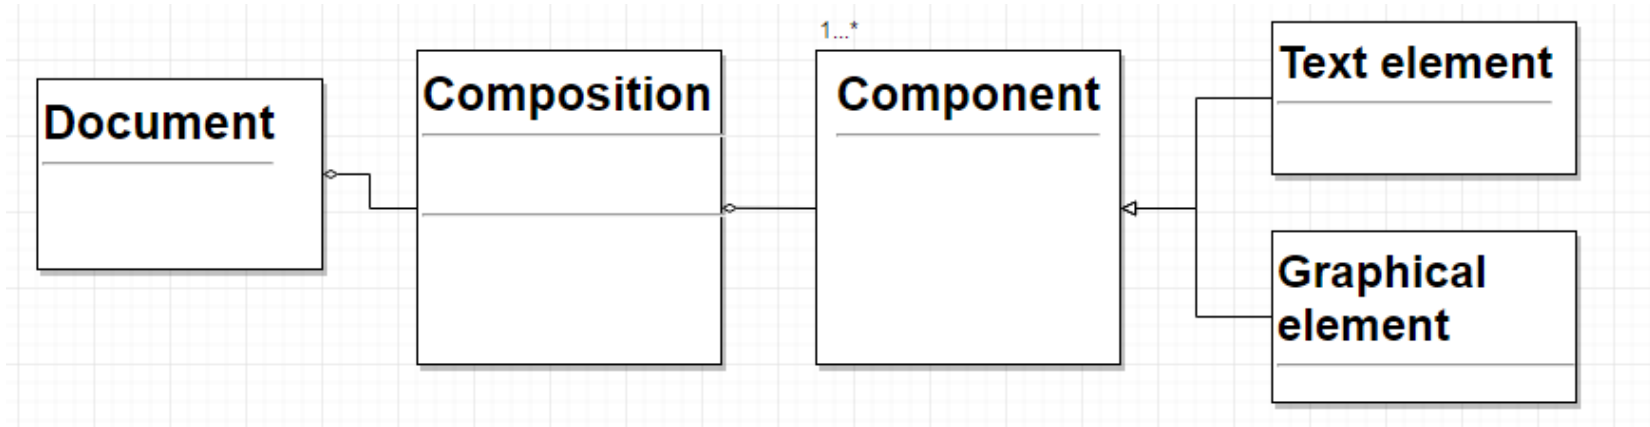 1...*
Document
Composition
Component
Text element
Graphical
element